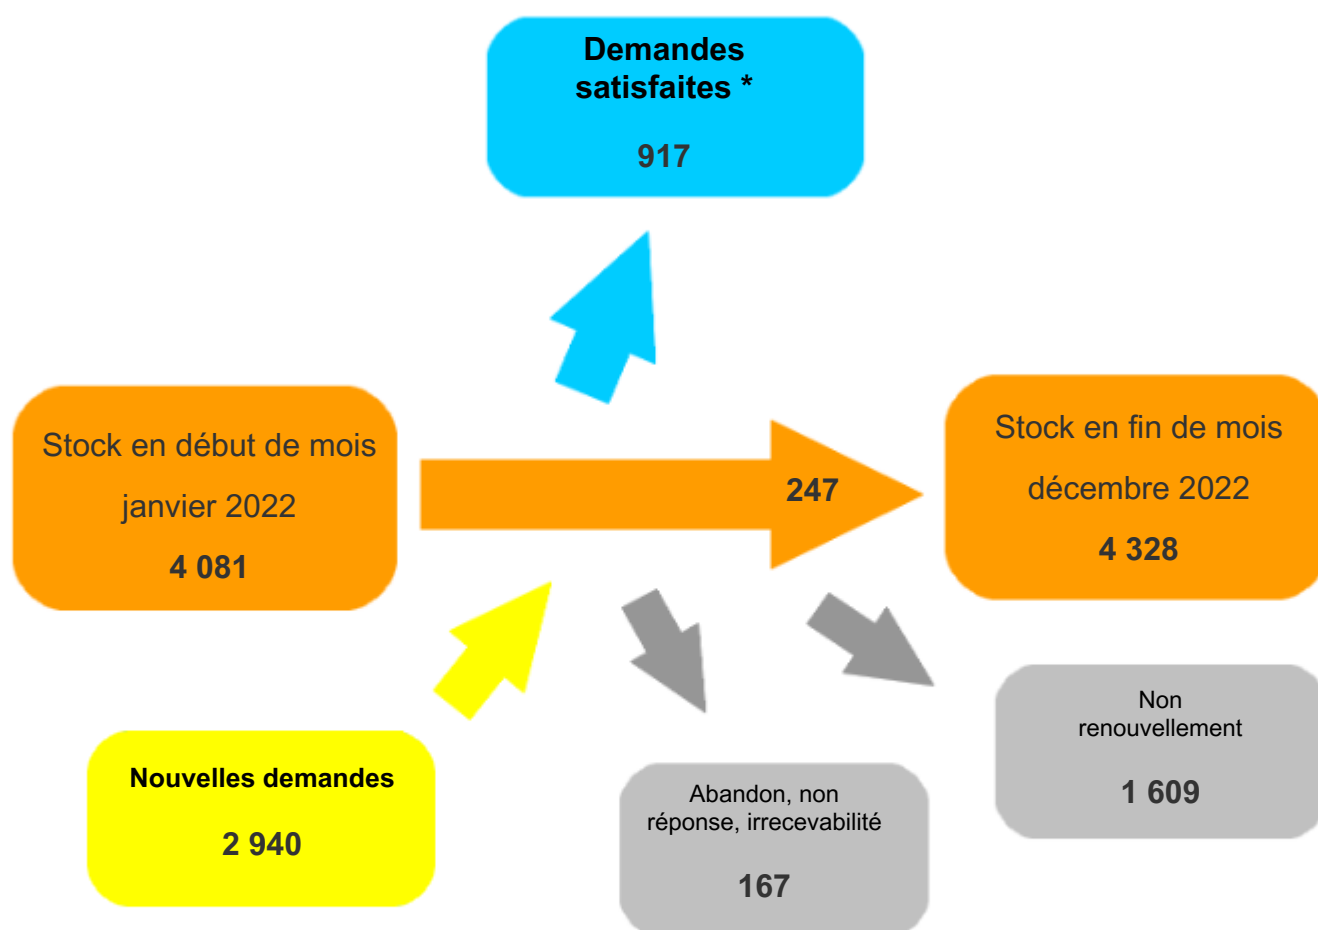 Demandes
satisfaites *
917
Stock en début de mois
janvier 2022
4 081
247
Stock en fin de mois
décembre 2022
4 328
Nouvelles demandes
2 940
Abandon, non
réponse, irrecevabilité
167
Non
renouvellement
1 609